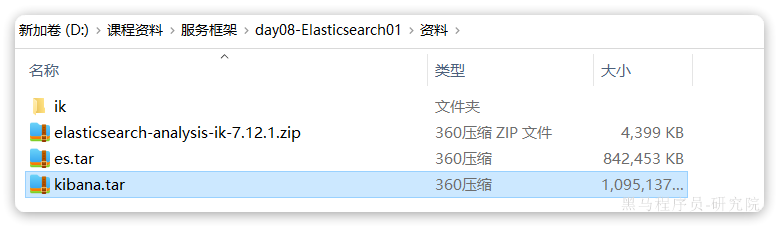 新加卷 (D:) > 课程资料 > 服务框架 > day08-Elasticsearch01 > 资料 >
名称 类型 大小
ik 文件夹
elasticsearch-analysis-ik-7.12.1.zip 360压缩 ZIP 文件 4,399 KB
es.tar 360压缩 842,453 KB
kibana.tar 360压缩 1,095,137...
黑马程序员-研究院